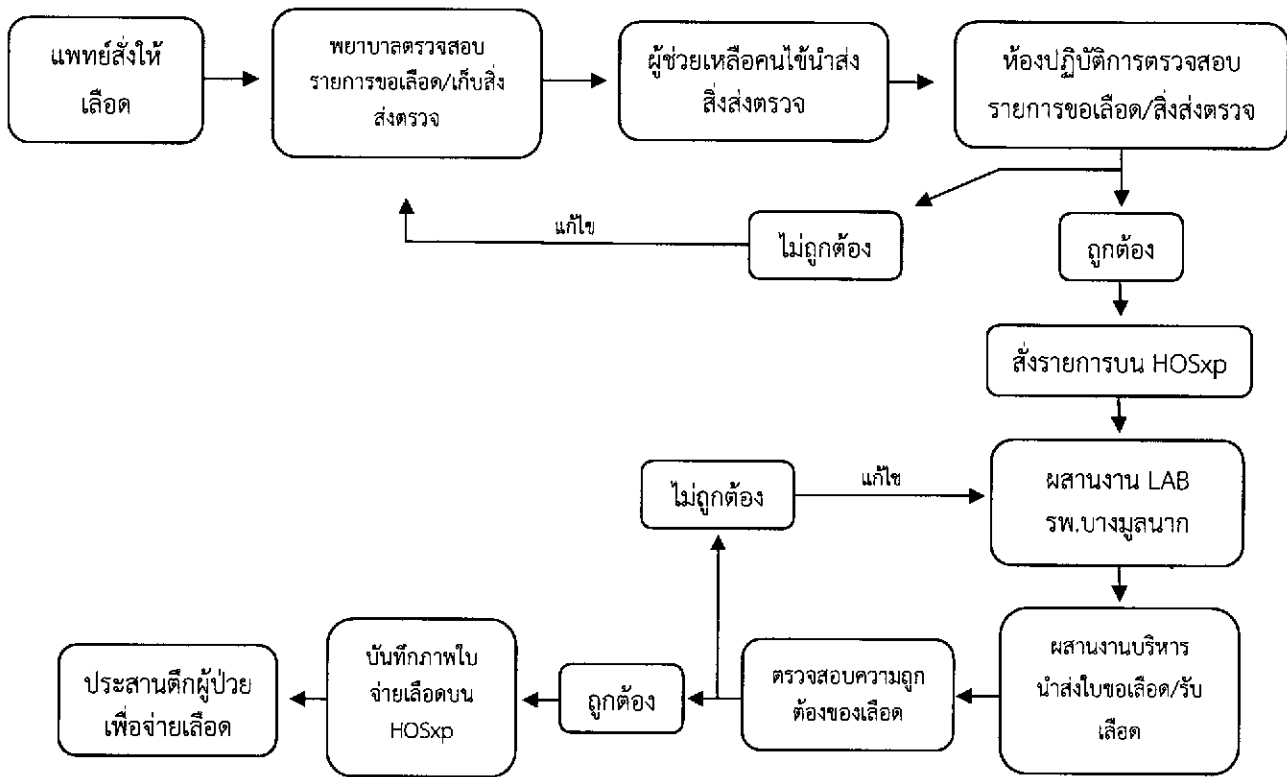 แพทย์สั่งให้
เลือด
พยาบาลตรวจสอบ
รายการขอเลือด/เก็บสิ่ง
ส่งตรวจ
ผู้ช่วยเหลือคนไข้นำส่ง
สิ่งส่งตรวจ
ห้องปฏิบัติการตรวจสอบ
รายการขอเลือด/สิ่งส่งตรวจ
แก้ไข
ไม่ถูกต้อง
ถูกต้อง
สั่งรายการบน HOSxp
ไม่ถูกต้อง
แก้ไข
ผสานงาน LAB
รพ.บางมูลนาก
ผสานงานบริหาร
นำส่งใบขอเลือด/รับ
เลือด
ตรวจสอบความถูก
ต้องของเลือด
ถูกต้อง
บันทึกภาพใบ
จ่ายเลือดบน
HOSxp
ประสานตึกผู้ป่วย
เพื่อจ่ายเลือด